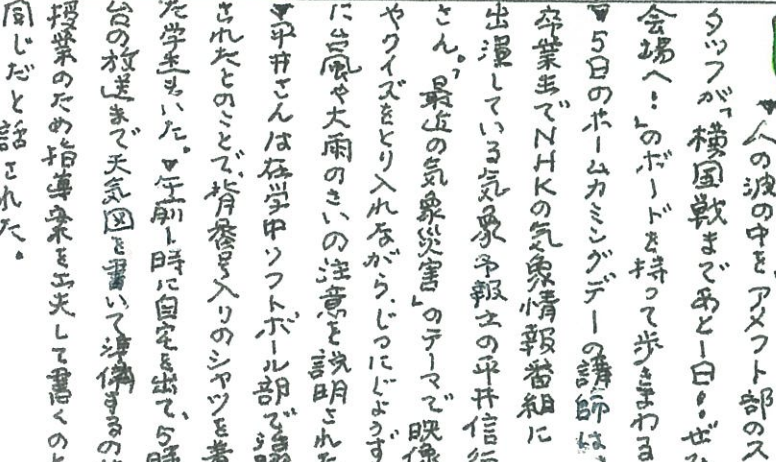 ▼人の波の中を、アメフト部のス
タッフが「横国戦まであと一日!ぜひ
会場へ!」のボードを持って歩きまわる
▼5日のホームカミングデーの講師は、
卒業生でNHKの気象情報番組に
出演している気象予報士の平井信行
さん。「最近の気象災害」のテーマで映像
やクイズをとり入れながら、じつにじょうず
に台風や大雨のさいの注意を説明された
▼平井さんは在学中ソフトボール部で
されたとのことで、背番号入りのシャツを着
た学生もいた。▼午前1時に自宅を出て、5時
台の放送まで天気図を書いて準備するの
授業のため指導案を工夫して書くのと
同じだと話された。